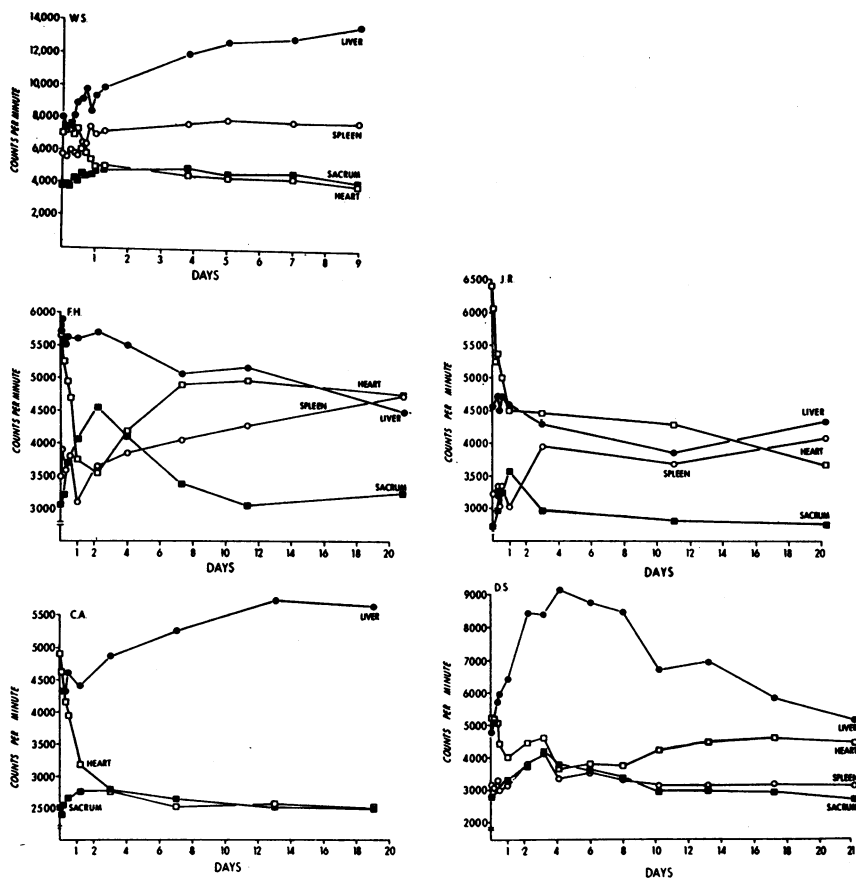 W.S.
COUNTS PER MINUTE
14,000
12,000
10,000
8,000
6,000
4,000
2,000
LIVER
SPLEEN
SACRUM
HEART
1 3 4 5 6 7 8 9
DAYS
F.H.
COUNTS PER MINUTE
6000
5500
5000
4500
4000
3500
3000
HEART
SPLEEN
LIVER
SACRUM
1 2 4 6 8 10 12 14 16 18 20
DAYS
J.R.
COUNTS PER MINUTE
6500
6000
5500
5000
4500
4000
3500
3000
LIVER
HEART
SPLEEN
SACRUM
1 2 4 6 8 10 12 14 16 18 20
DAYS
C.A.
COUNTS PER MINUTE
5500
5000
4500
4000
3500
3000
2500
LIVER
HEART
SACRUM
1 2 4 6 8 10 12 14 16 18 20
DAYS
D.S.
COUNTS PER MINUTE
9000
8000
7000
6000
5000
4000
3000
2000
LIVER
HEART
SPLEEN
SACRUM
1 2 4 6 8 10 12 14 16 18 21
DAYS